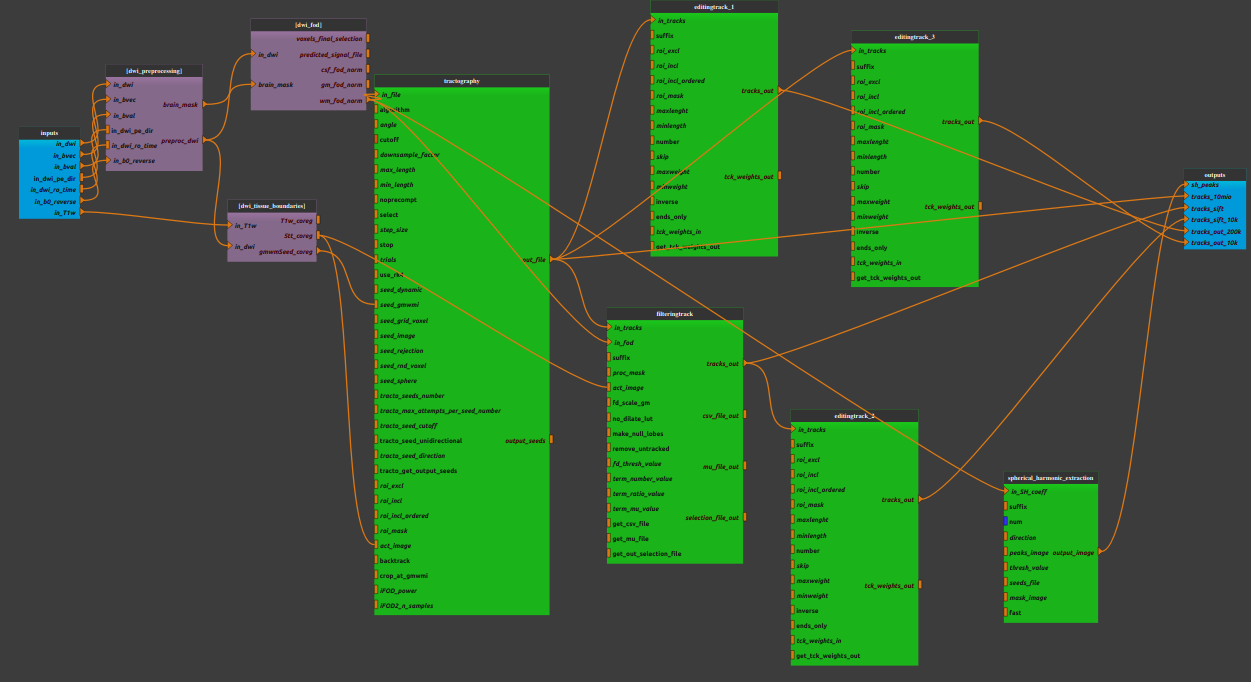 inputs
in_dwi
in_bvec
in_bval
in_dwi_pe_dir
in_dwi_ro_time
in_b0_reverse
in_T1w
[dwi_preprocessing]
in_dwi
in_bvec
in_bval
in_dwi_pe_dir
in_dwi_ro_time
in_b0_reverse
brain_mask
preproc_dwi
[dwi_fod]
in_dwi
brain_mask
voxels_final_selection
predicted_signal_file
csf_fod_norm
gm_fod_norm
wm_fod_norm
[dwi_tissue_boundaries]
in_T1w
in_dwi
T1w_coreg
5tt_coreg
gmwmSeed_coreg
tractography
in_file
algorithm
angle
cutoff
downsample_factor
max_length
min_length
noprecompt
select
step_size
stop
trials
use_rk4
seed_dynamic
seed_gmwmi
seed_grid_voxel
seed_image
seed_rejection
seed_rnd_voxel
seed_sphere
tracto_seeds_number
tracto_max_attempts_per_seed_number
tracto_seed_cutoff
tracto_seed_unidirectional
tracto_seed_direction
tracto_get_output_seeds
roi_excl
roi_incl
roi_incl_ordered
roi_mask
act_image
backtrack
crop_at_gmwmi
iFOD_power
iFOD2_n_samples
out_file
output_seeds
editingtrack_1
in_tracks
suffix
roi_excl
roi_incl
roi_incl_ordered
roi_mask
maxlenght
minlength
number
skip
maxweight
minweight
inverse
ends_only
tck_weights_in
get_tck_weights_out
tracks_out
tck_weights_out
filteringtrack
in_tracks
in_fod
suffix
proc_mask
act_image
fd_scale_gm
no_dilate_lut
make_null_lobes
remove_untracked
fd_thresh_value
term_number_value
term_ratio_value
term_mu_value
get_csv_file
get_mu_file
get_out_selection_file
tracks_out
csv_file_out
mu_file_out
selection_file_out
editingtrack_3
in_tracks
suffix
roi_excl
roi_incl
roi_incl_ordered
roi_mask
maxlenght
minlength
number
skip
maxweight
minweight
inverse
ends_only
tck_weights_in
get_tck_weights_out
tracks_out
tck_weights_out
editingtrack_2
in_tracks
suffix
roi_excl
roi_incl
roi_incl_ordered
roi_mask
maxlenght
minlength
number
skip
maxweight
minweight
inverse
ends_only
tck_weights_in
get_tck_weights_out
tracks_out
tck_weights_out
spherical_harmonic_extraction
in_SH_coeff
suffix
num
direction
peaks_image
thresh_value
seeds_file
mask_image
fast
output_image
outputs
sh_peaks
tracks_10mio
tracks_sift
tracks_sift_10k
tracks_out_200k
tracks_out_10k